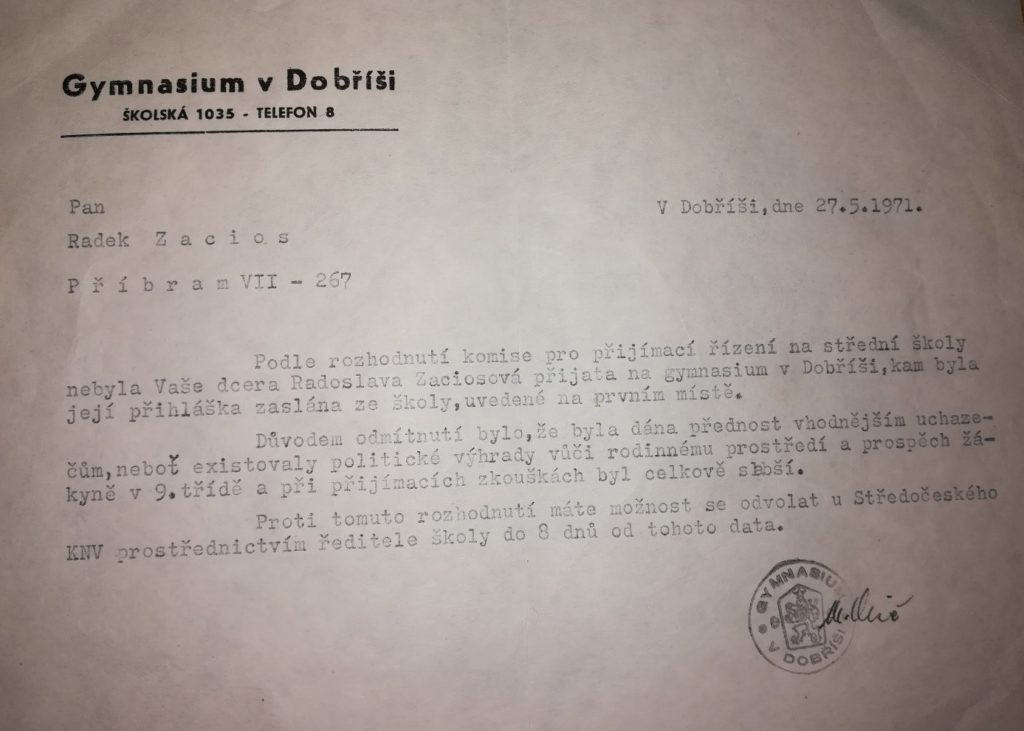 Gymnasium v Dobříši
ŠKOLSKÁ 1035 - TELEFON 8
Pan
V Dobříši,dne 27.5.1971.
Radek Z a c i o s
P ř í b r a m VII - 267
Podle rozhodnutí komise pro přijímací řízení na střední školy
nebyla Vaše dcera Radoslava Zaciosová přijata na gymnasium v Dobříši,kam byla
její přihláška zaslána ze školy,uvedené na prvním místě.
Důvodem odmítnutí bylo,že byla dána přednost vhodnějším uchaze-
čům,neboť existovaly politické výhrady vůči rodinnému prostředí a prospěch žá-
kyně v 9.třídě a při přijímacích zkouškách byl celkově slabší.
Proti tomuto rozhodnutí máte možnost se odvolat u Středočeského
KNV prostřednictvím ředitele školy do 8 dnů od tohoto data.
GYMNASIUM
V DOBŘÍŠI